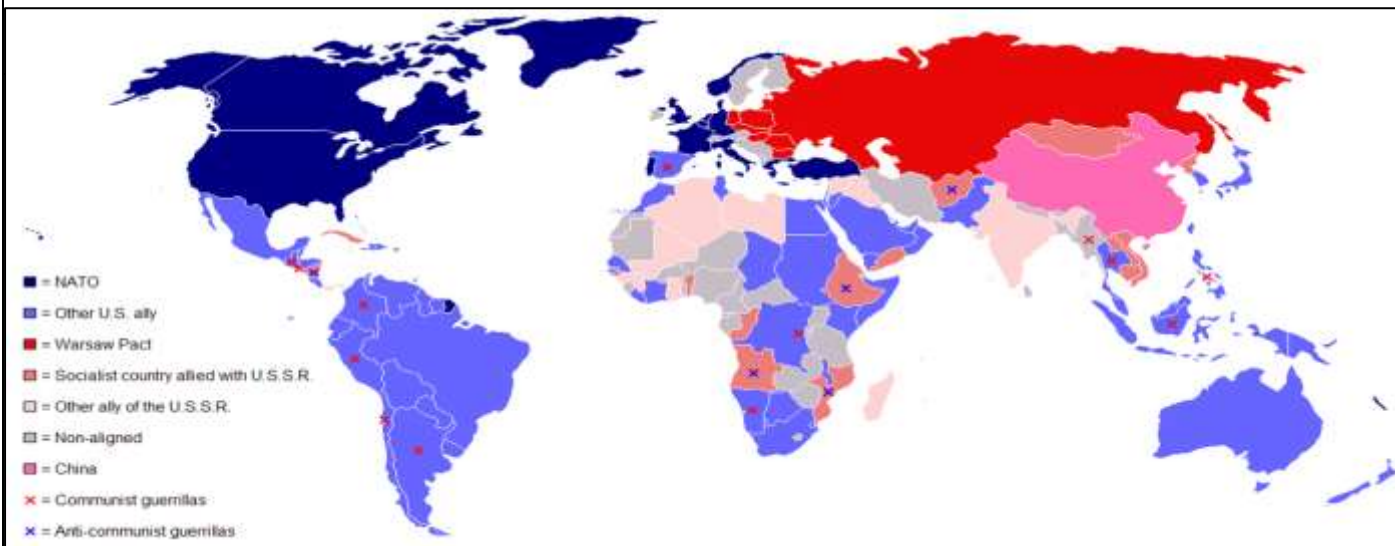 = NATO
= Other U.S. ally
= Warsaw Pact
= Socialist country allied with U.S.S.R.
= Other ally of the U.S.S.R.
= Non-aligned
= China
= Communist guerrillas
= Anti-communist guerrillas